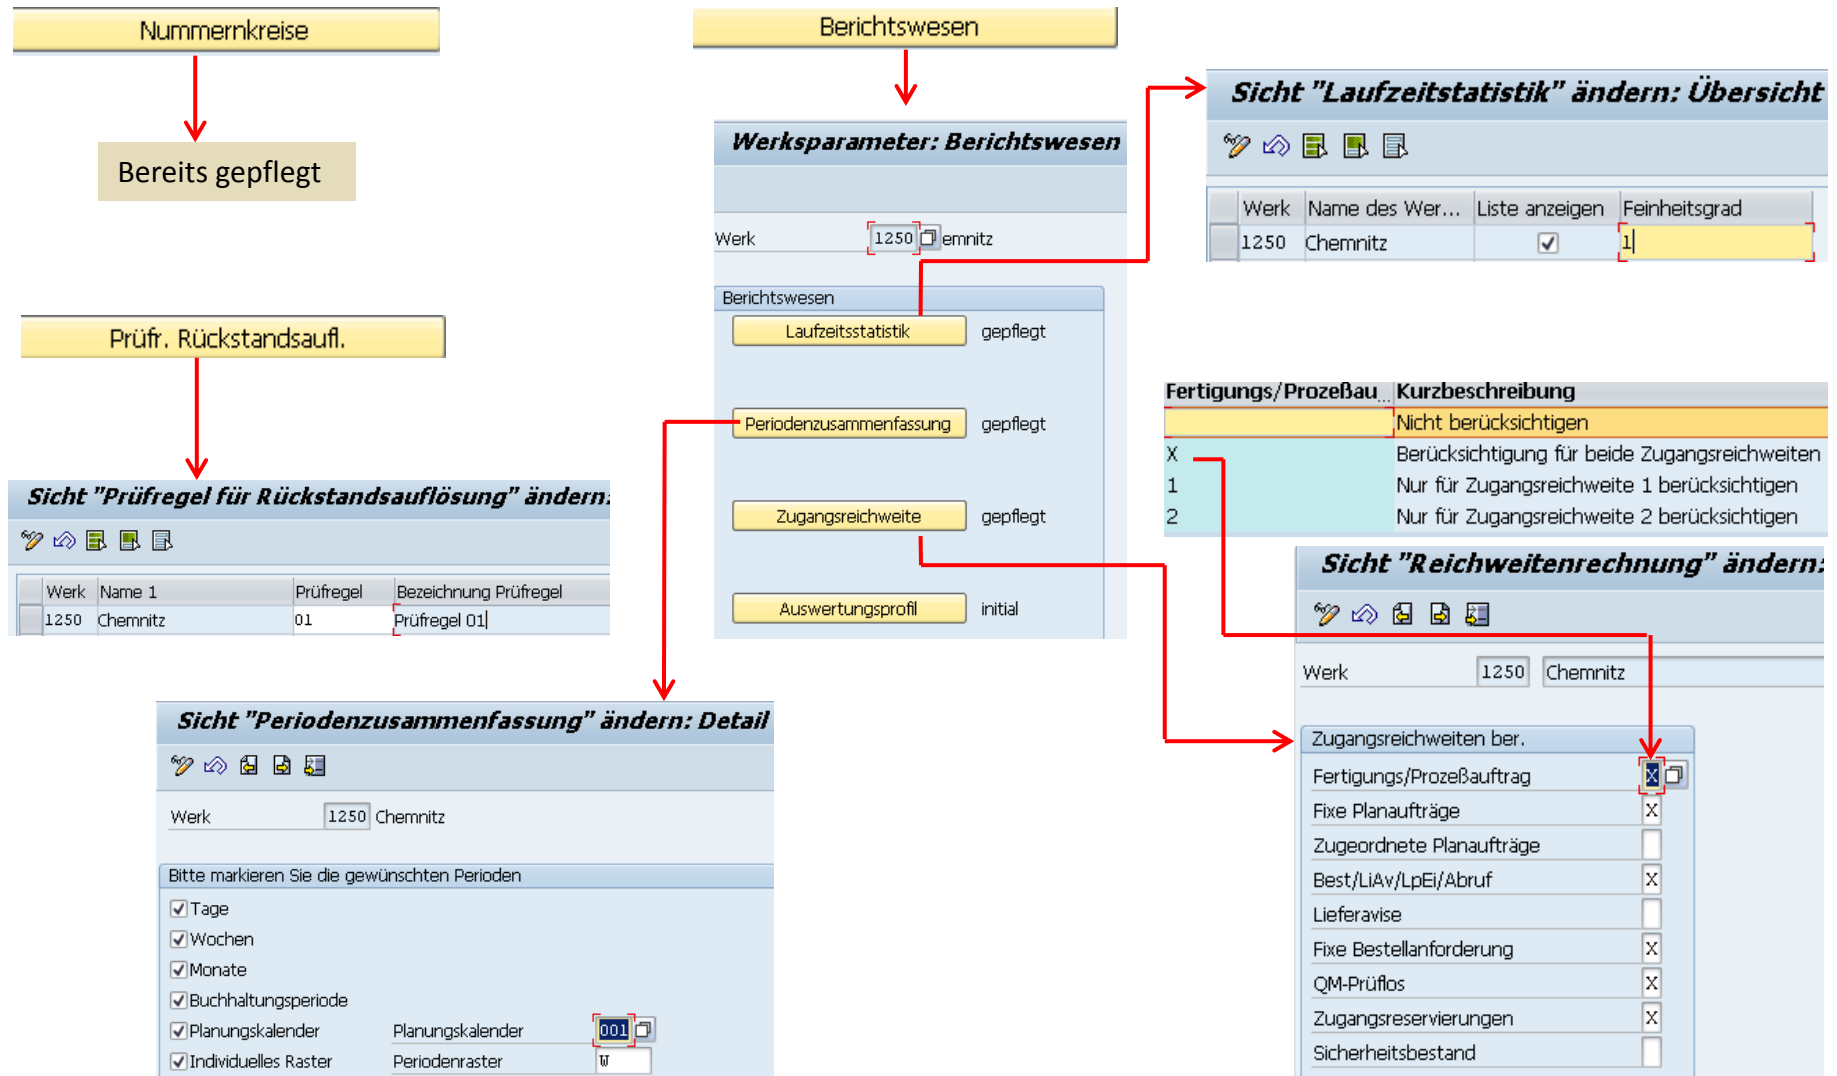 Nummernkreise
Bereits gepflegt
Prüfr. Rückstandsaufl.
Sicht "Prüfregel für Rückstandsauflösung" ändern:
Werk Name 1 Prüfregel Bezeichnung Prüfregel
1250 Chemnitz 01 Prüfregel 01
Berichtswesen
Werksparameter: Berichtswesen
Werk 1250 emnitz
Berichtswesen
Laufzeitsstatistik gepflegt
Periodenzusammenfassung gepflegt
Zugangsreichweite gepflegt
Auswertungsprofil initial
Sicht "Laufzeitstatistik" ändern: Übersicht
Werk Name des Wer... Liste anzeigen Feinheitsgrad
1250 Chemnitz 1
Fertigungs/Prozeßau... Kurzbeschreibung
Nicht berücksichtigen
X Berücksichtigung für beide Zugangsreichweiten
1 Nur für Zugangsreichweite 1 berücksichtigen
2 Nur für Zugangsreichweite 2 berücksichtigen
Sicht "Reichweitenrechnung" ändern:
Werk 1250 Chemnitz
Zugangsreichweiten ber.
Fertigungs/Prozeßauftrag X
Fixe Planaufträge X
Zugeordnete Planaufträge
Best/LiAv/LpEi/Abruf X
Lieferavise
Fixe Bestellanforderung X
QM-Prüflos X
Zugangsreservierungen X
Sicherheitsbestand
Sicht "Periodenzusammenfassung" ändern: Detail
Werk 1250 Chemnitz
Bitte markieren Sie die gewünschten Perioden
Tage
Wochen
Monate
Buchhaltungsperiode
Planungskalender Planungskalender 001
Individuelles Raster Periodenraster W